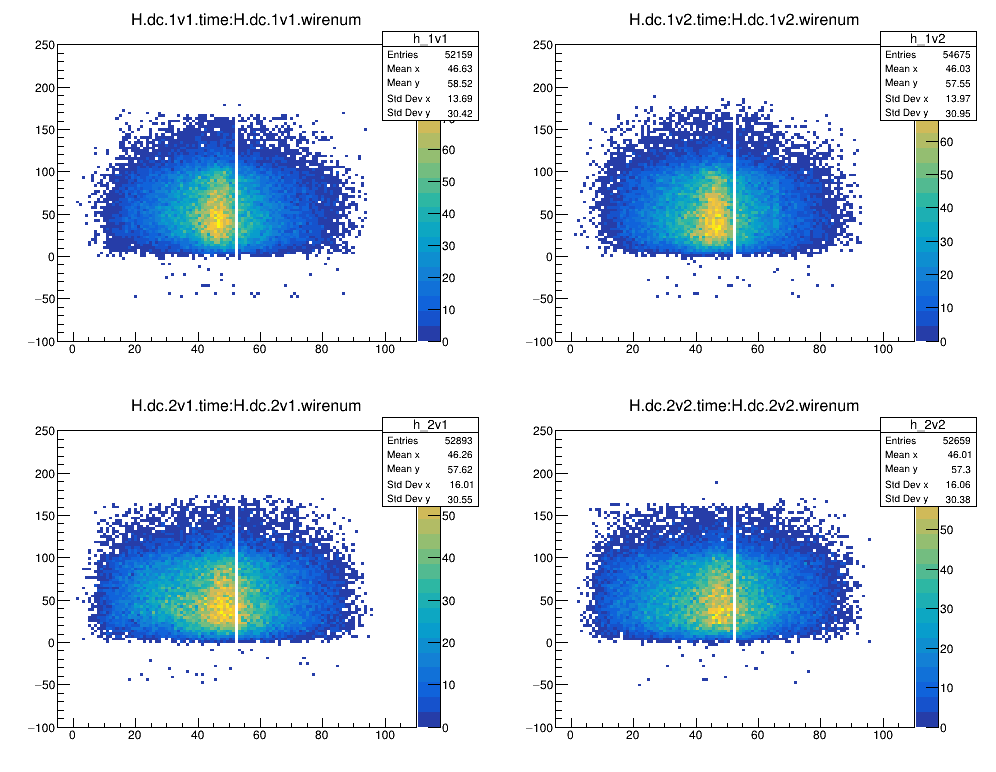 H.dc.1v1.time:H.dc.1v1.wirenum
h_1v1
Entries 52159
Mean x 46.63
Mean y 58.52
Std Dev x 13.69
Std Dev y 30.42
250
200
150
100
50
0
−50
−100
0 20 40 60 80 100
60
50
40
30
20
10
0
H.dc.1v2.time:H.dc.1v2.wirenum
h_1v2
Entries 54675
Mean x 46.03
Mean y 57.55
Std Dev x 13.97
Std Dev y 30.95
250
200
150
100
50
0
−50
−100
0 20 40 60 80 100
60
50
40
30
20
10
0
H.dc.2v1.time:H.dc.2v1.wirenum
h_2v1
Entries 52893
Mean x 46.26
Mean y 57.62
Std Dev x 16.01
Std Dev y 30.55
250
200
150
100
50
0
−50
−100
0 20 40 60 80 100
50
40
30
20
10
0
H.dc.2v2.time:H.dc.2v2.wirenum
h_2v2
Entries 52659
Mean x 46.01
Mean y 57.3
Std Dev x 16.06
Std Dev y 30.38
250
200
150
100
50
0
−50
−100
0 20 40 60 80 100
50
40
30
20
10
0